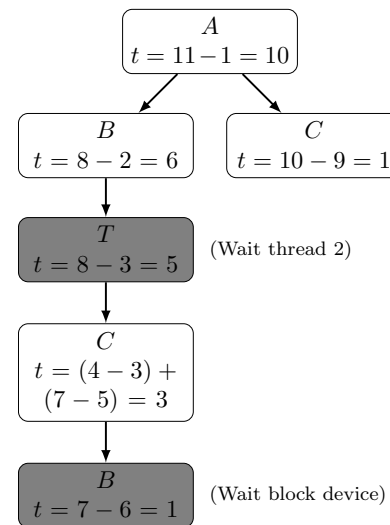 A
t = 11 − 1 = 10
B
t = 8 − 2 = 6
C
t = 10 − 9 = 1
T
t = 8 − 3 = 5
(Wait thread 2)
C
t = (4 − 3) +
(7 − 5) = 3
B
t = 7 − 6 = 1
(Wait block device)